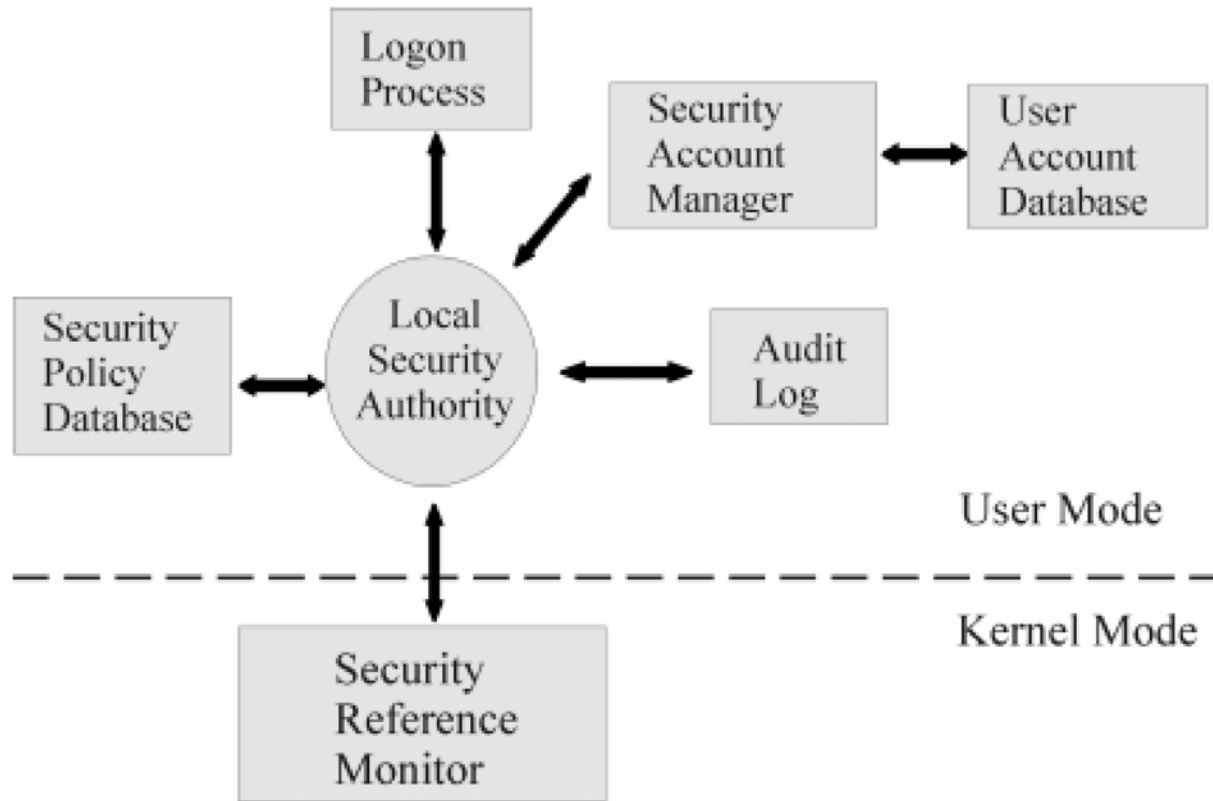 Logon
Process
Security
Account
Manager
User
Account
Database
Security
Policy
Database
Local
Security
Authority
Audit
Log
User Mode
Kernel Mode
Security
Reference
Monitor